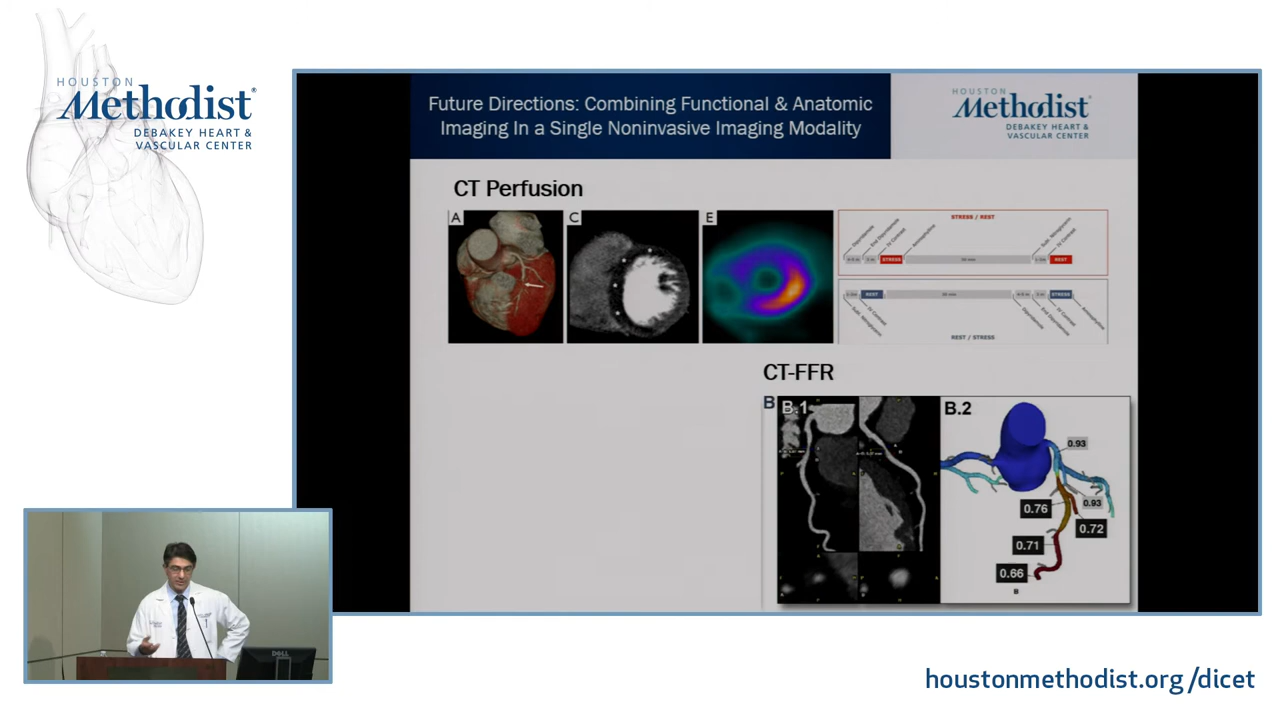 HOUSTON
Methodist®
DEBAKEY HEART &
VASCULAR CENTER
Future Directions: Combining Functional & Anatomic
Imaging In a Single Noninvasive Imaging Modality
HOUSTON
Methodist
DEBAKEY HEART &
VASCULAR CENTER
CT Perfusion
A
C
E
STRESS / REST
STRESS
REST
REST
STRESS
REST / STRESS
CT-FFR
B
B.1
B.2
0.93
0.93
0.76
0.72
0.71
0.66
B
DELL
houstonmethodist.org/dicet